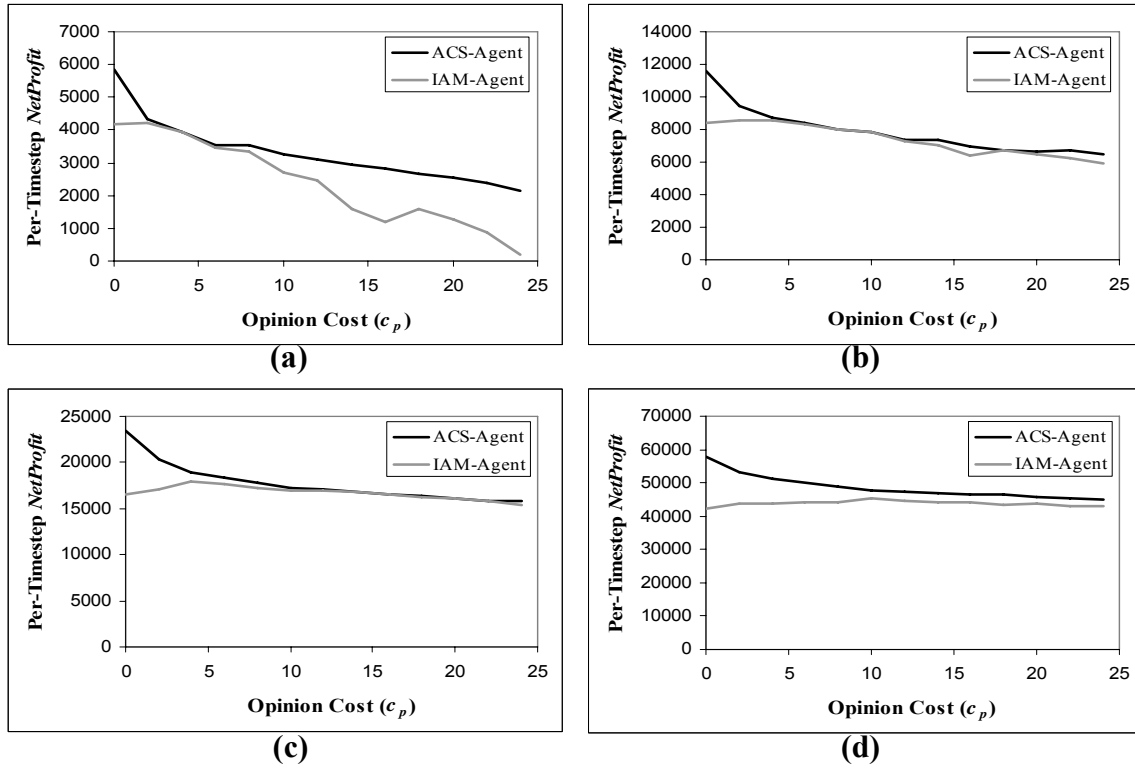 7000
6000
5000
4000
3000
2000
1000
0
Per-Timestep NetProfit
ACS-Agent
IAM-Agent
0 5 10 15 20 25
Opinion Cost (c_p)
(a)
14000
12000
10000
8000
6000
4000
2000
0
Per-Timestep NetProfit
ACS-Agent
IAM-Agent
0 5 10 15 20 25
Opinion Cost (c_p)
(b)
25000
20000
15000
10000
5000
0
Per-Timestep NetProfit
ACS-Agent
IAM-Agent
0 5 10 15 20 25
Opinion Cost (c_p)
(c)
70000
60000
50000
40000
30000
20000
10000
0
Per-Timestep NetProfit
ACS-Agent
IAM-Agent
0 5 10 15 20 25
Opinion Cost (c_p)
(d)